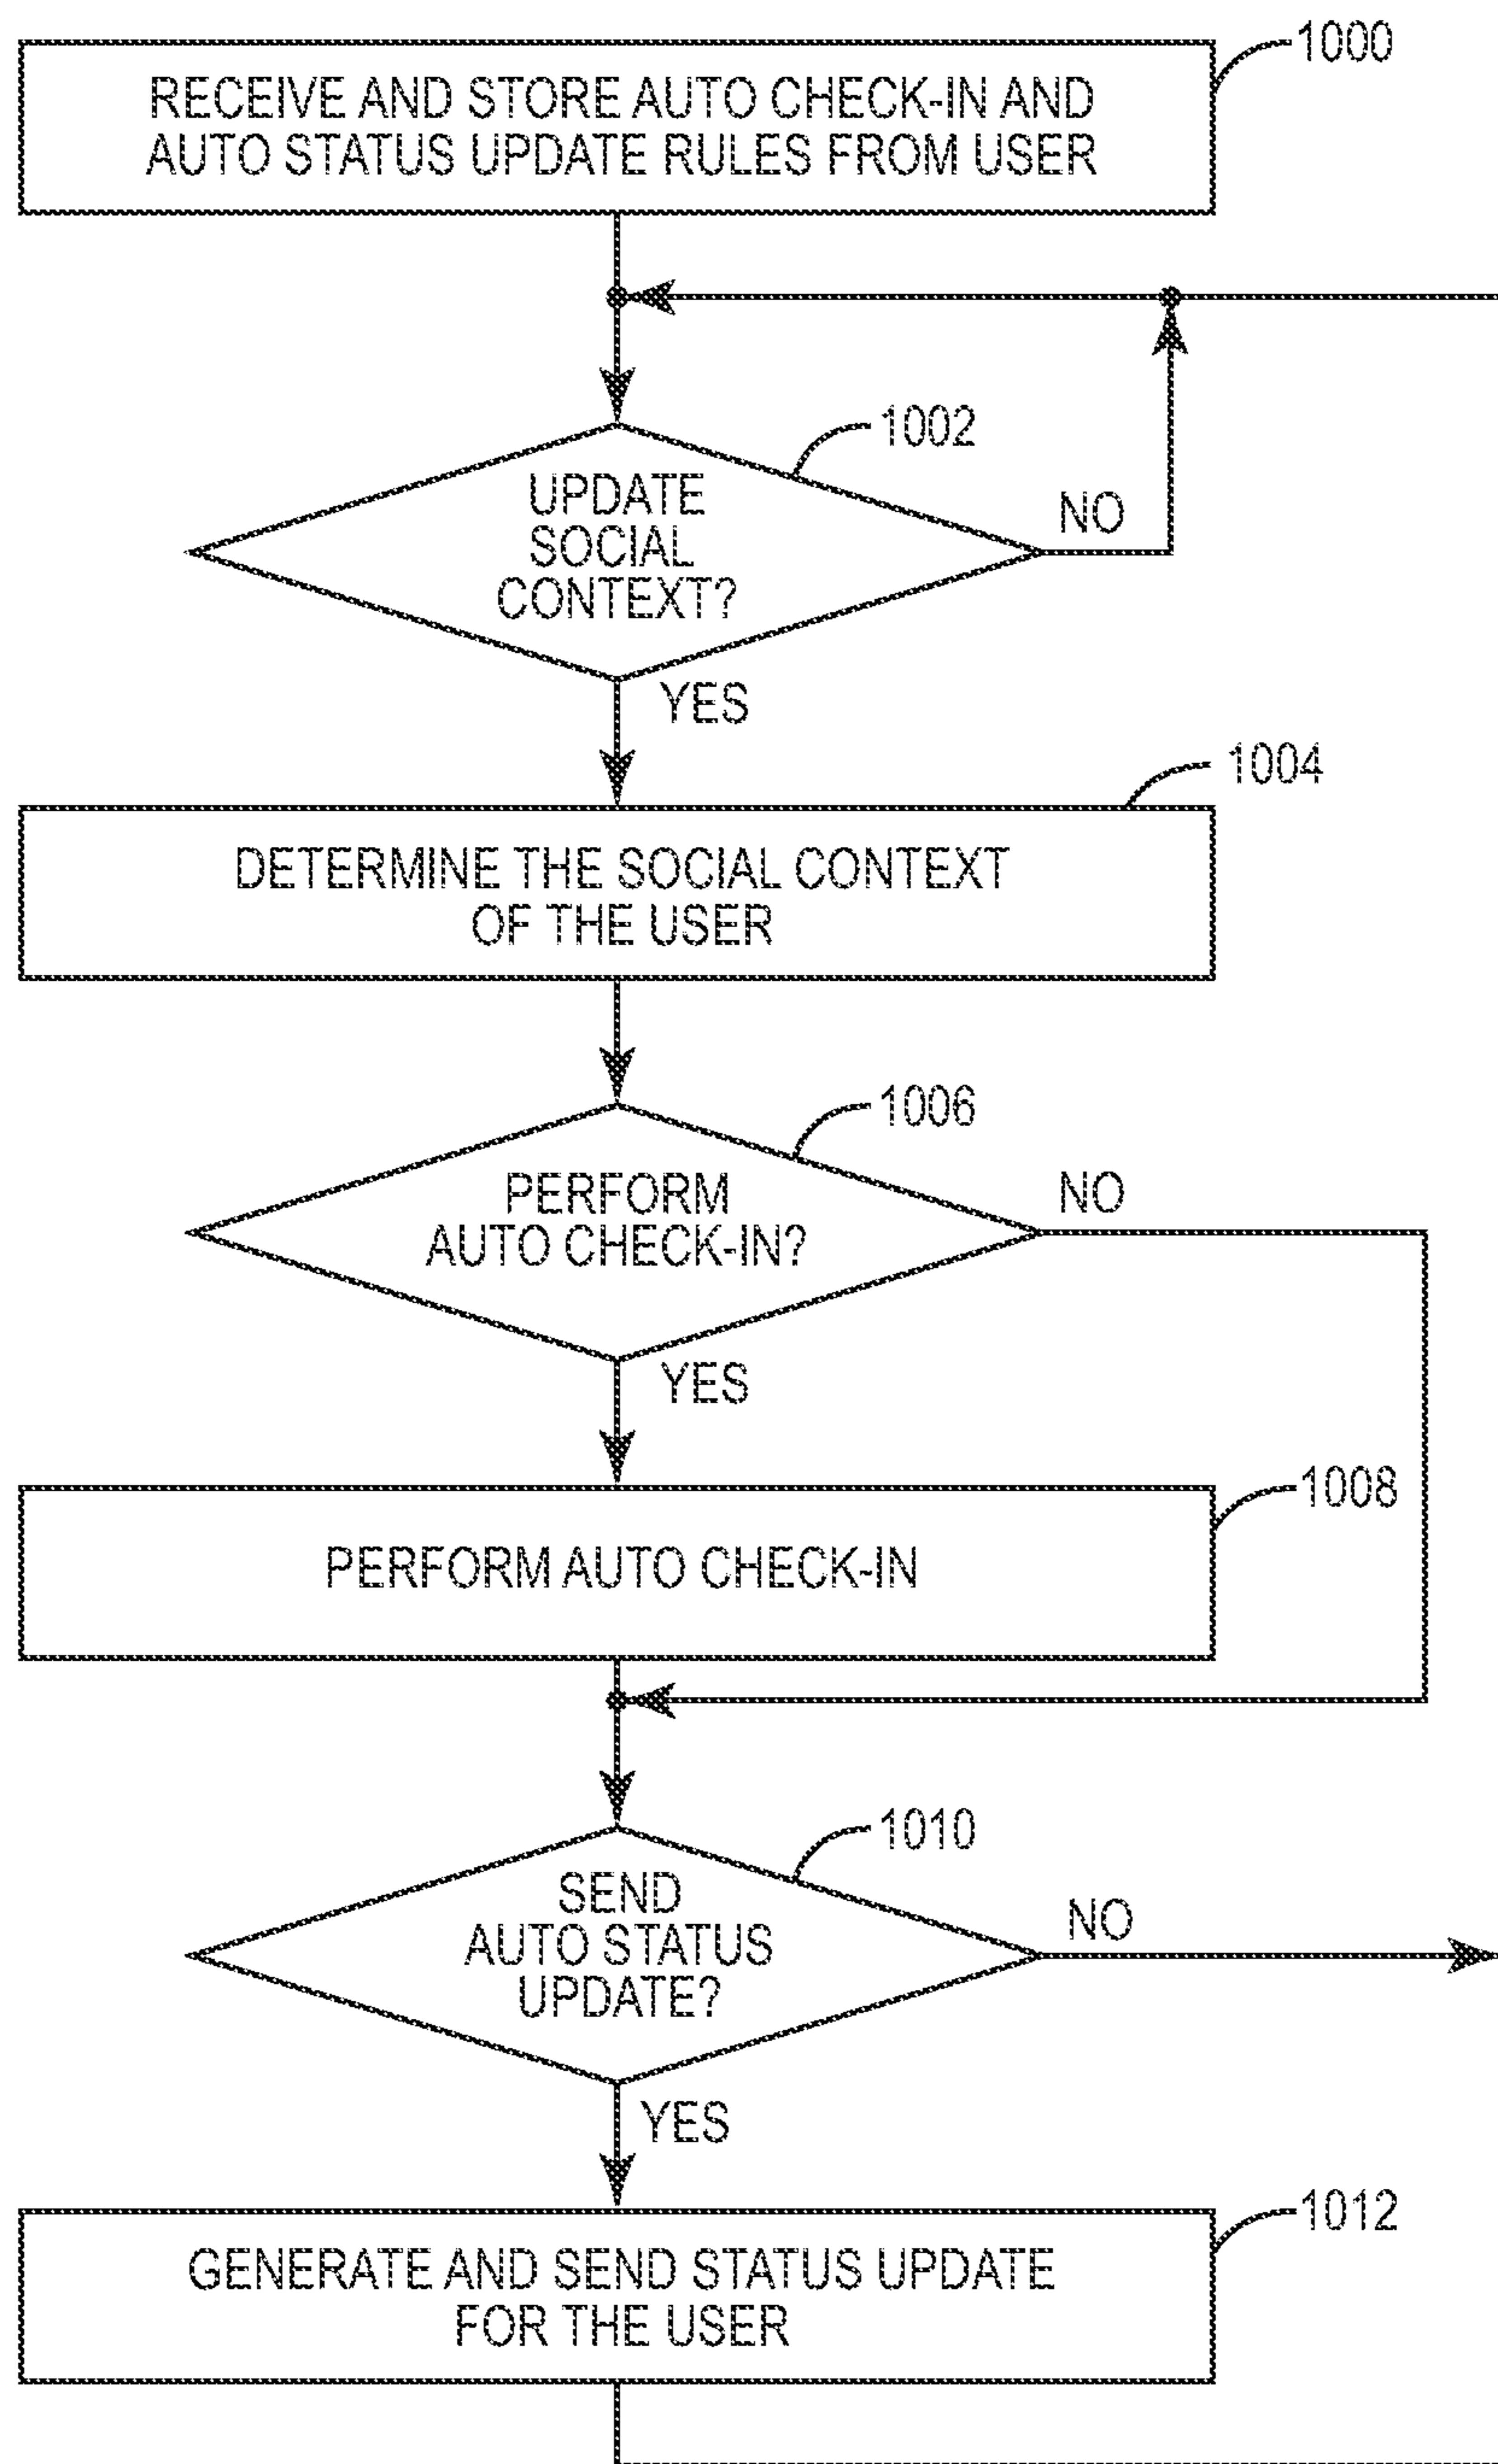 1000
RECEIVE AND STORE AUTO CHECK-IN AND
AUTO STATUS UPDATE RULES FROM USER
1002
UPDATE
SOCIAL
CONTEXT?
NO
YES
1004
DETERMINE THE SOCIAL CONTEXT
OF THE USER
1006
PERFORM
AUTO CHECK-IN?
NO
YES
1008
PERFORM AUTO CHECK-IN
1010
SEND
AUTO STATUS
UPDATE?
NO
YES
1012
GENERATE AND SEND STATUS UPDATE
FOR THE USER